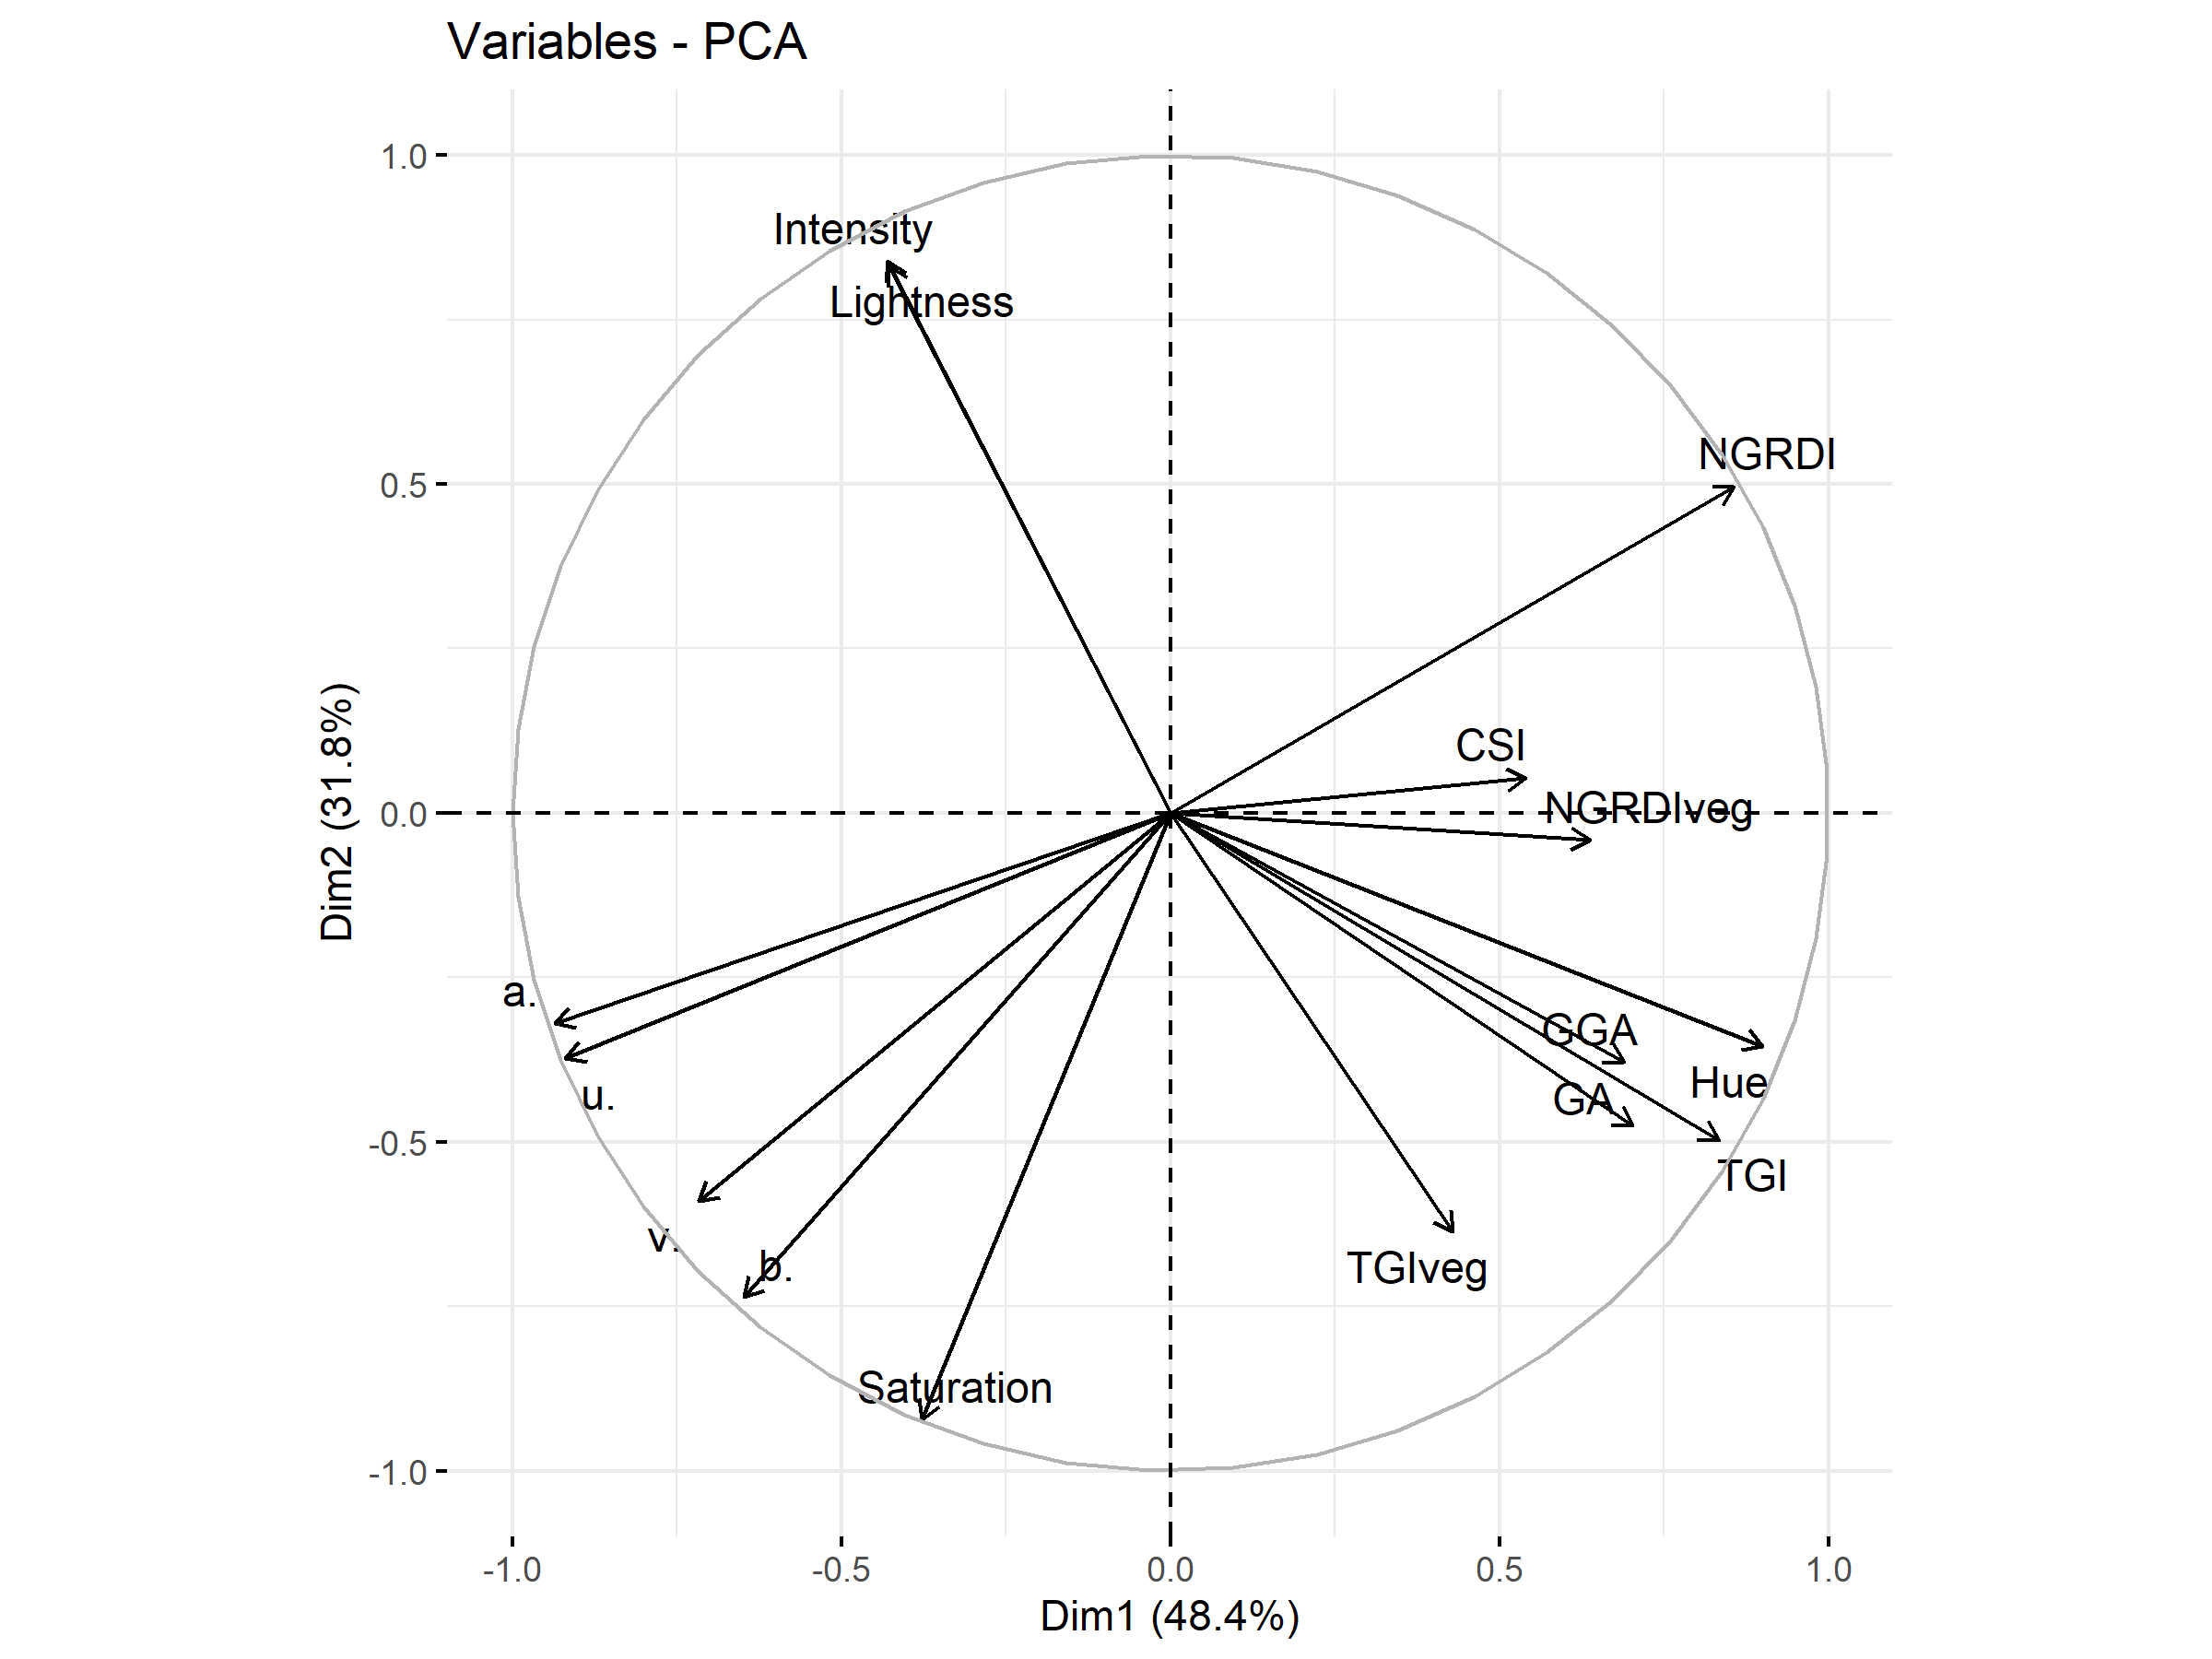 Variables - PCA
1.0
0.5
0.0
-0.5
-1.0
Dim2 (31.8%)
Intensity
Lightness
NGRDI
CSI
NGRDIveg
a.
u.
GGA
Hue
GA
TGI
v.
b.
TGIveg
Saturation
-1.0
-0.5
0.0
0.5
1.0
Dim1 (48.4%)